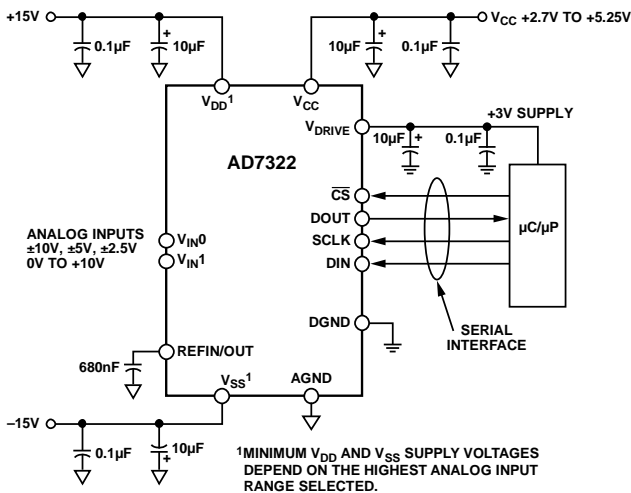 +15V
0.1µF
10µF
+
VDD1
VCC
10µF
+
0.1µF
VCC +2.7V TO +5.25V
AD7322
VDRIVE
10µF
+
0.1µF
+3V SUPPLY
CS
DOUT
SCLK
DIN
µC/µP
ANALOG INPUTS
±10V, ±5V, ±2.5V
0V TO +10V
VIN0
VIN1
DGND
SERIAL
INTERFACE
REFIN/OUT
680nF
VSS1
AGND
–15V
0.1µF
10µF
+
1MINIMUM VDD AND VSS SUPPLY VOLTAGES
DEPEND ON THE HIGHEST ANALOG INPUT
RANGE SELECTED.